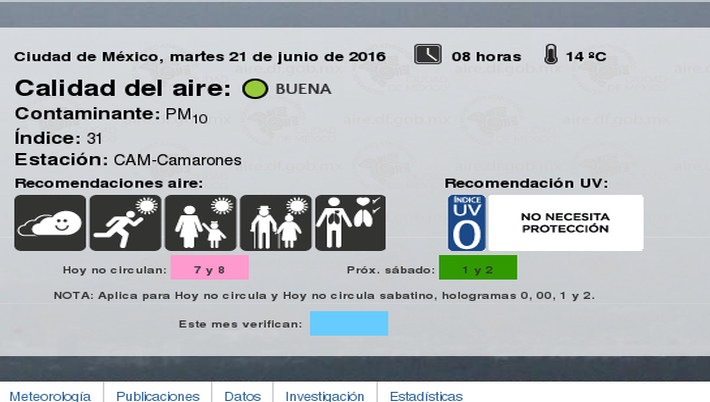 Ciudad de México, martes 21 de junio de 2016 08 horas 14 ºC
Calidad del aire: BUENA
Contaminante: PM10
Índice: 31
Estación: CAM-Camarones
Recomendaciones aire: Recomendación UV:
ÍNDICE UV 0 NO NECESITA PROTECCIÓN
Hoy no circulan: 7 y 8 Próx. sábado: 1 y 2
NOTA: Aplica para Hoy no circula y Hoy no circula sabatino, hologramas 0, 00, 1 y 2.
Este mes verifican:
Meteorología Publicaciones Datos Investigación Estadísticas